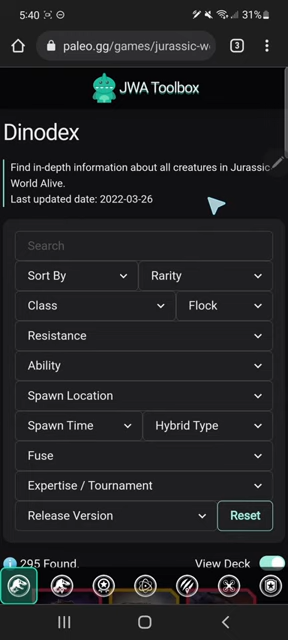 5:40
31%
paleo.gg/games/jurassic-w
3
JWA Toolbox
Dinodex
Find in-depth information about all creatures in Jurassic
World Alive.
Last updated date: 2022-03-26
Search
Sort By
Rarity
Class
Flock
Resistance
Ability
Spawn Location
Spawn Time
Hybrid Type
Fuse
Expertise / Tournament
Release Version
Reset
295 Found.
View Deck